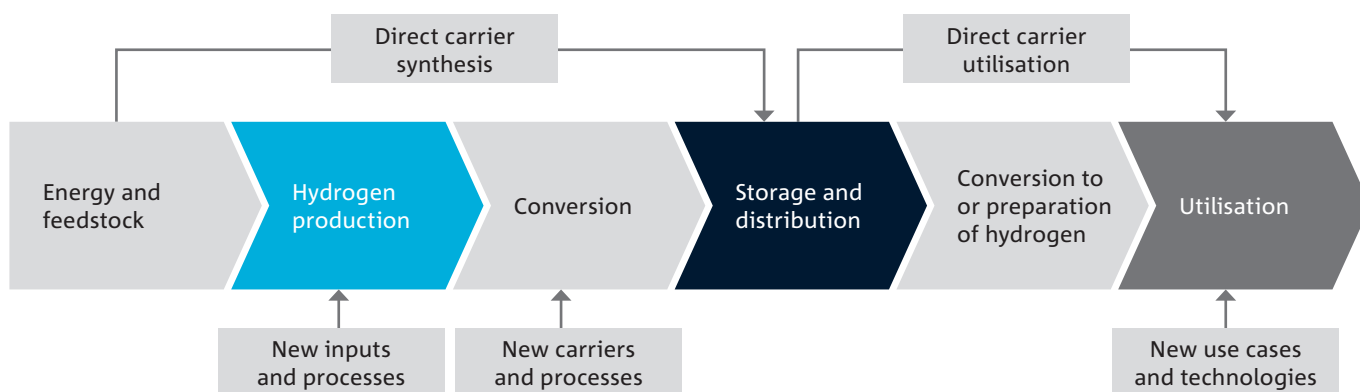 Direct carrier
synthesis
Direct carrier
utilisation
Energy and
feedstock
Hydrogen
production
Conversion
Storage and
distribution
Conversion to
or preparation
of hydrogen
Utilisation
New inputs
and processes
New carriers
and processes
New use cases
and technologies